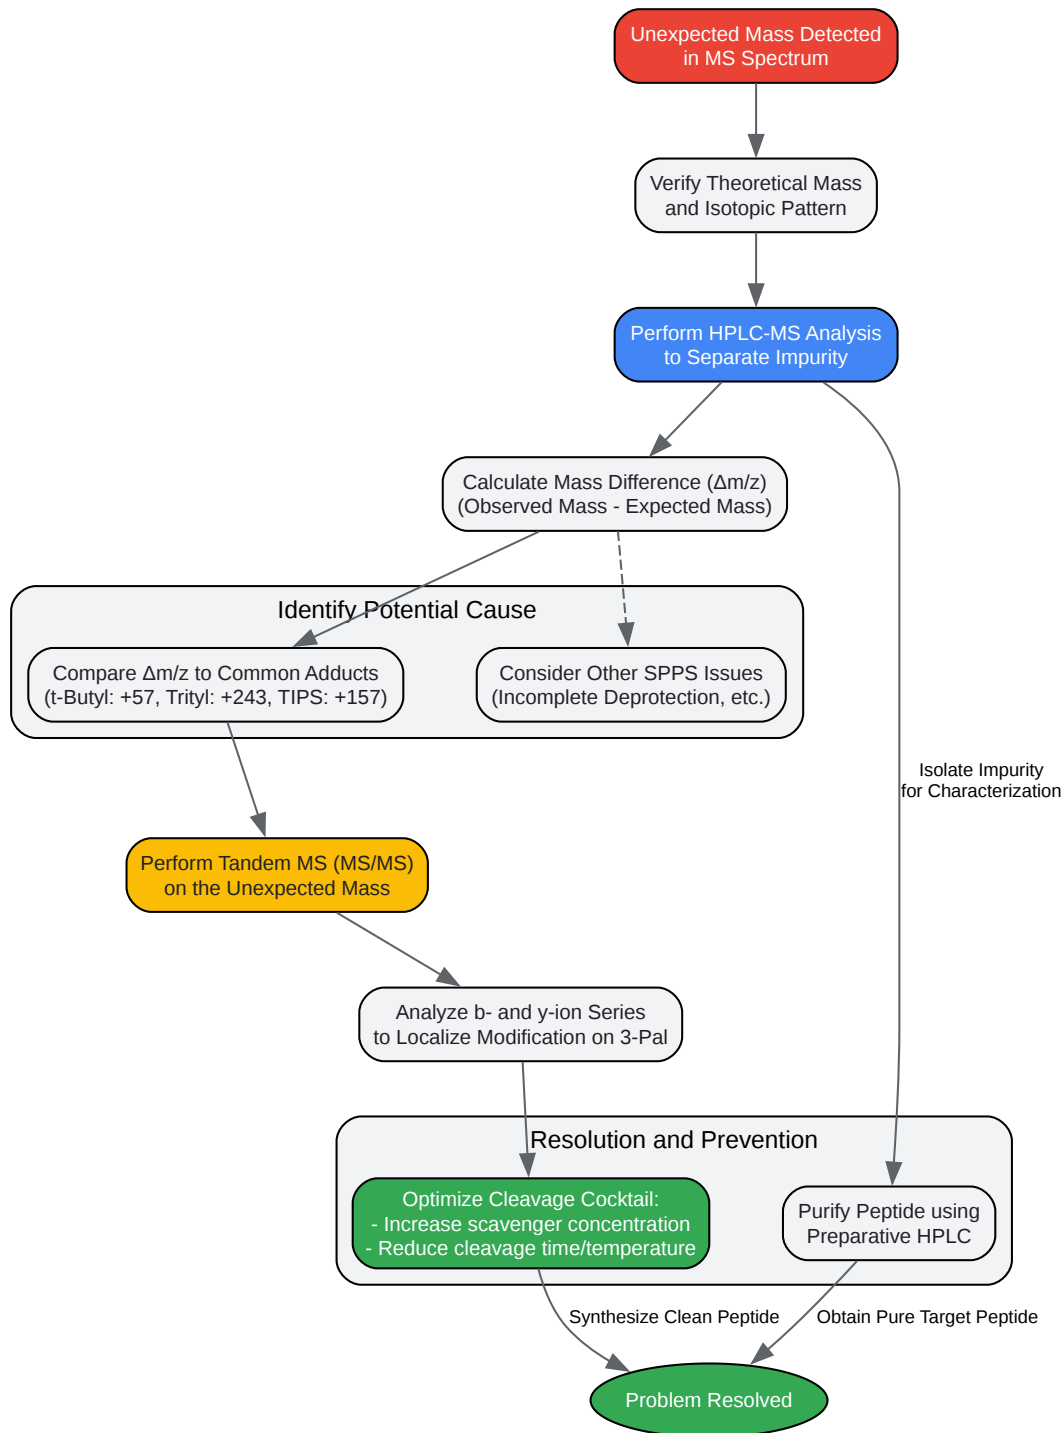 Unexpected Mass Detected
in MS Spectrum
Verify Theoretical Mass
and Isotopic Pattern
Perform HPLC-MS Analysis
to Separate Impurity
Calculate Mass Difference (Δm/z)
(Observed Mass - Expected Mass)
Identify Potential Cause
Compare Δm/z to Common Adducts
(t-Butyl: +57, Trityl: +243, TIPS: +157)
Consider Other SPPS Issues
(Incomplete Deprotection, etc.)
Isolate Impurity
for Characterization
Perform Tandem MS (MS/MS)
on the Unexpected Mass
Analyze b- and y-ion Series
to Localize Modification on 3-Pal
Resolution and Prevention
Optimize Cleavage Cocktail:
- Increase scavenger concentration
- Reduce cleavage time/temperature
Purify Peptide using
Preparative HPLC
Synthesize Clean Peptide
Obtain Pure Target Peptide
Problem Resolved